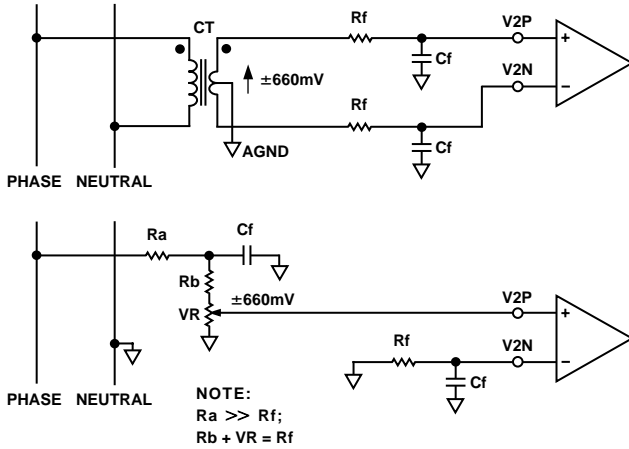 CT
Rf
V2P
+
Cf
±660mV
V2N
Rf
−
AGND
Cf
PHASE NEUTRAL
Ra
Cf
Rb
±660mV
VR
V2P
+
Rf
V2N
−
Cf
PHASE NEUTRAL
NOTE:
Ra >> Rf;
Rb + VR = Rf